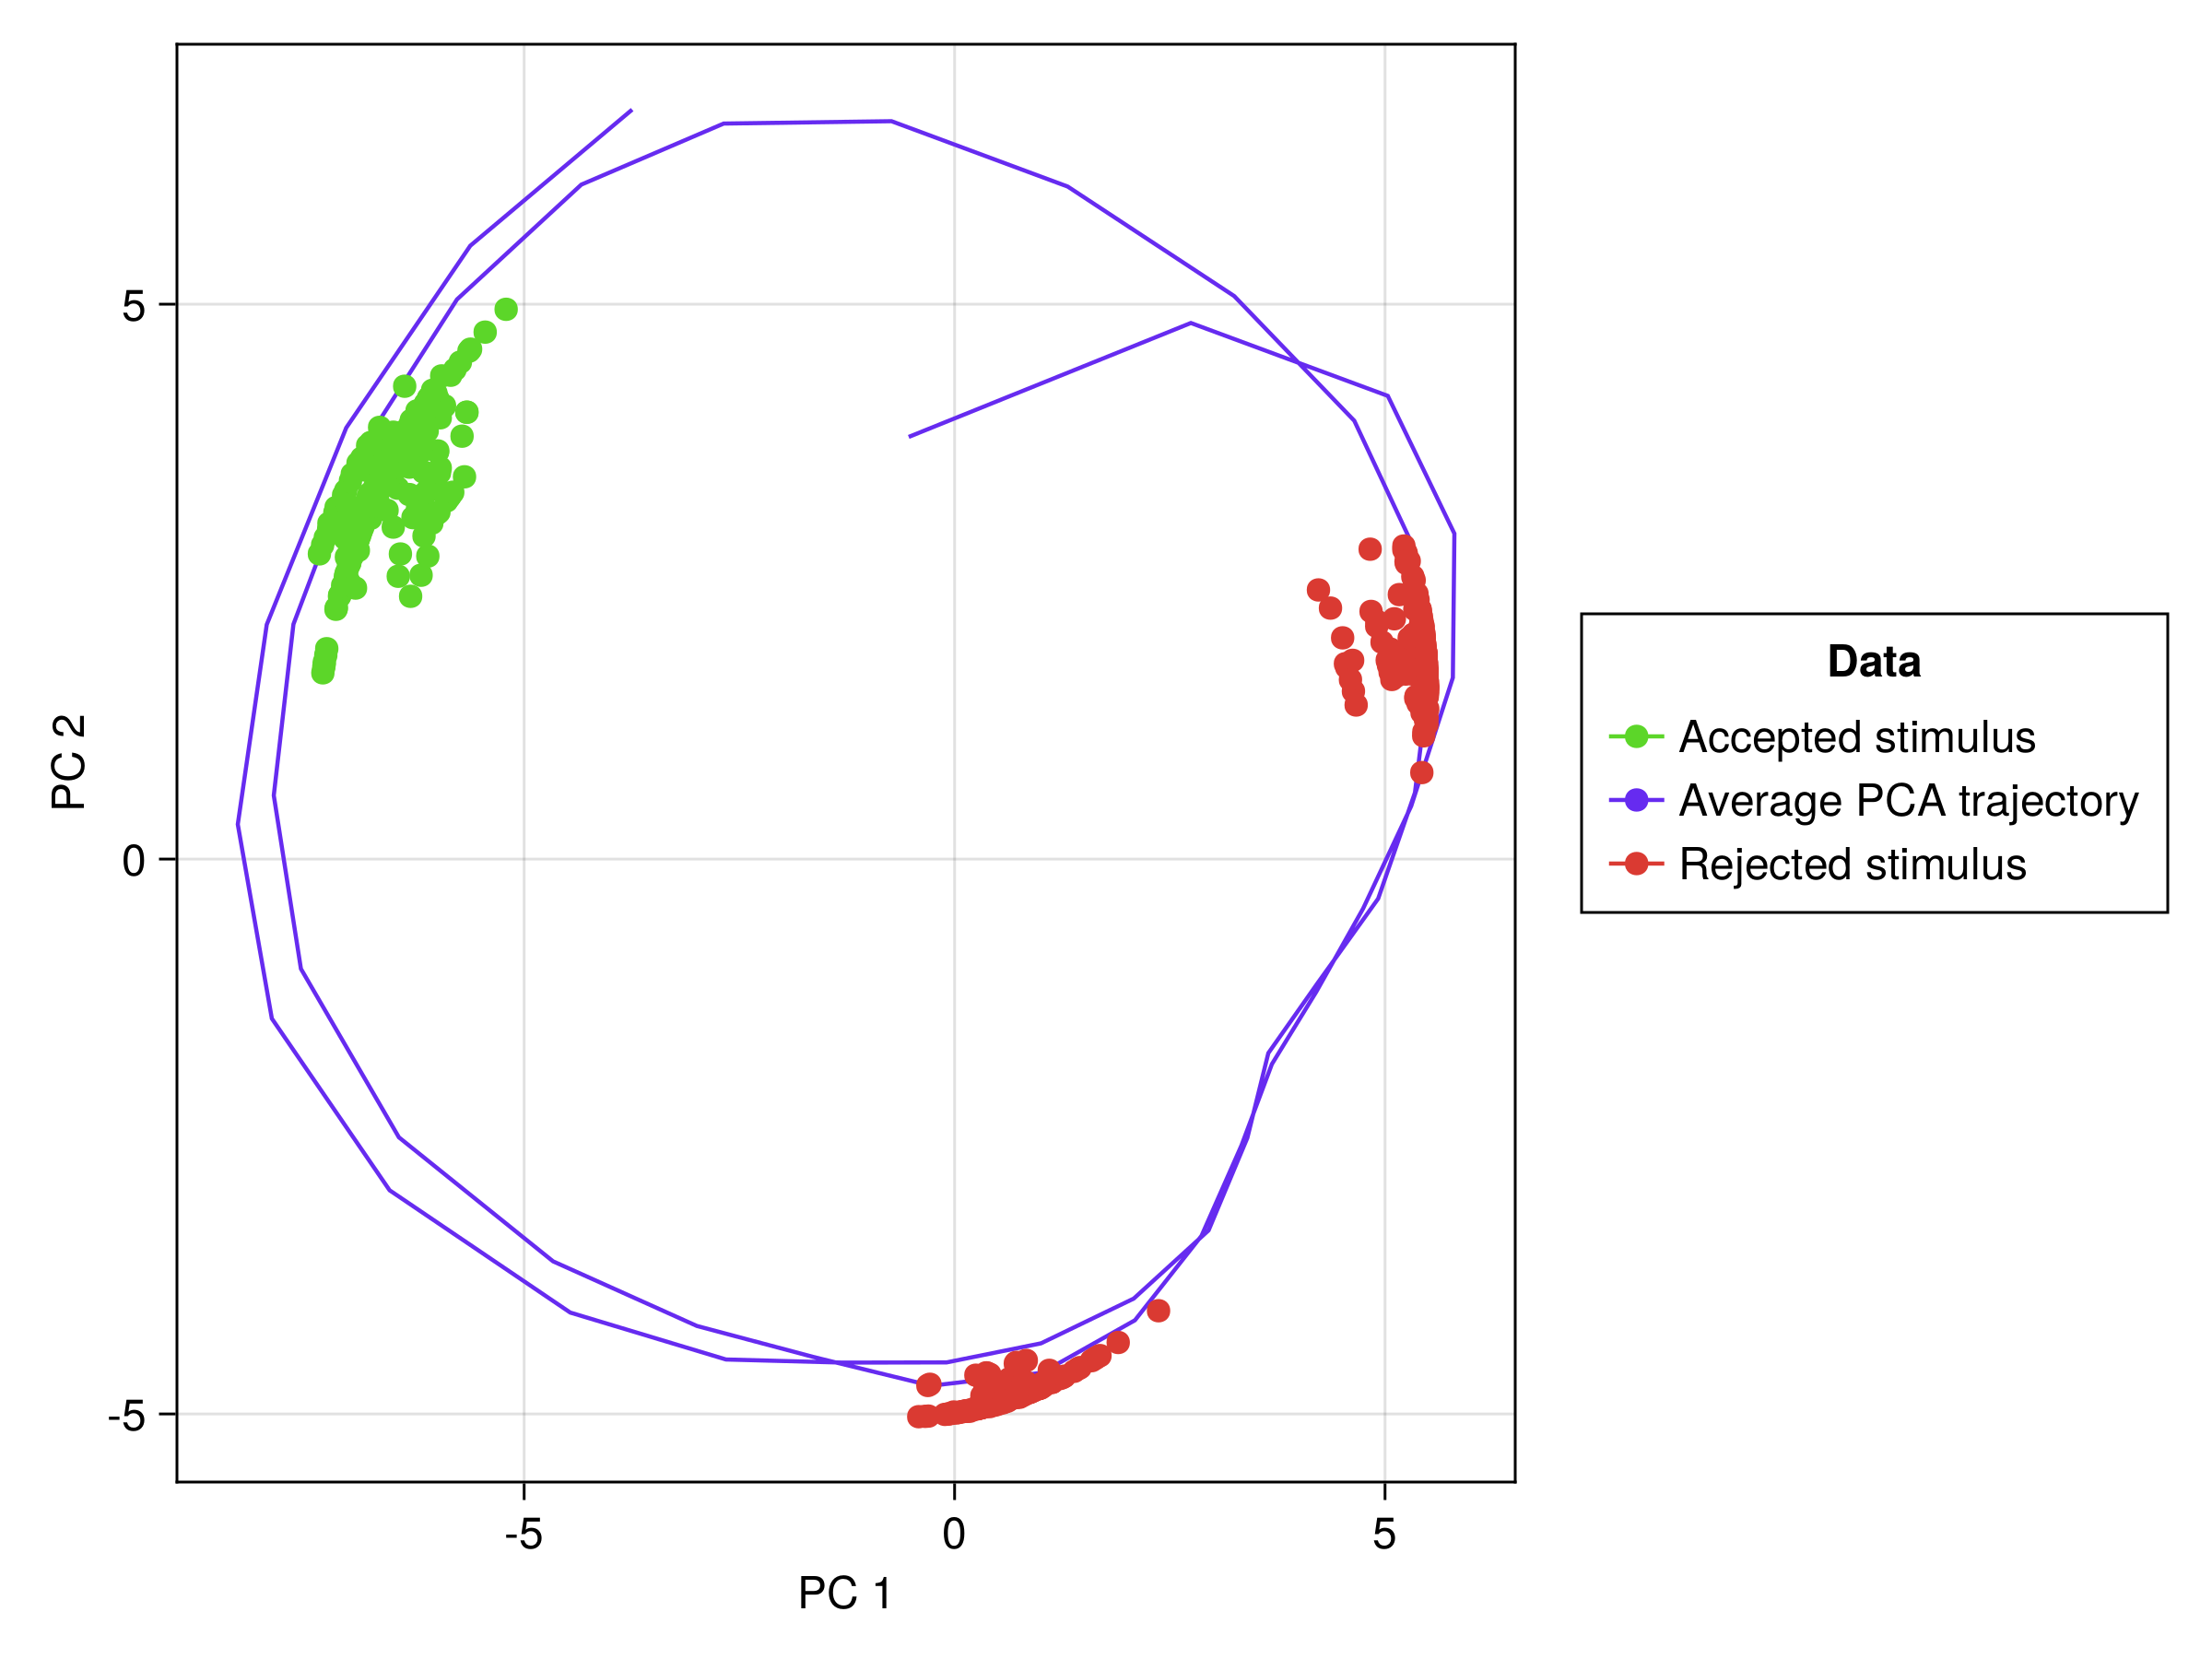 5
0
-5
PC 2
-5
0
5
PC 1
Data
Accepted stimulus
Average PCA trajectory
Rejected stimulus